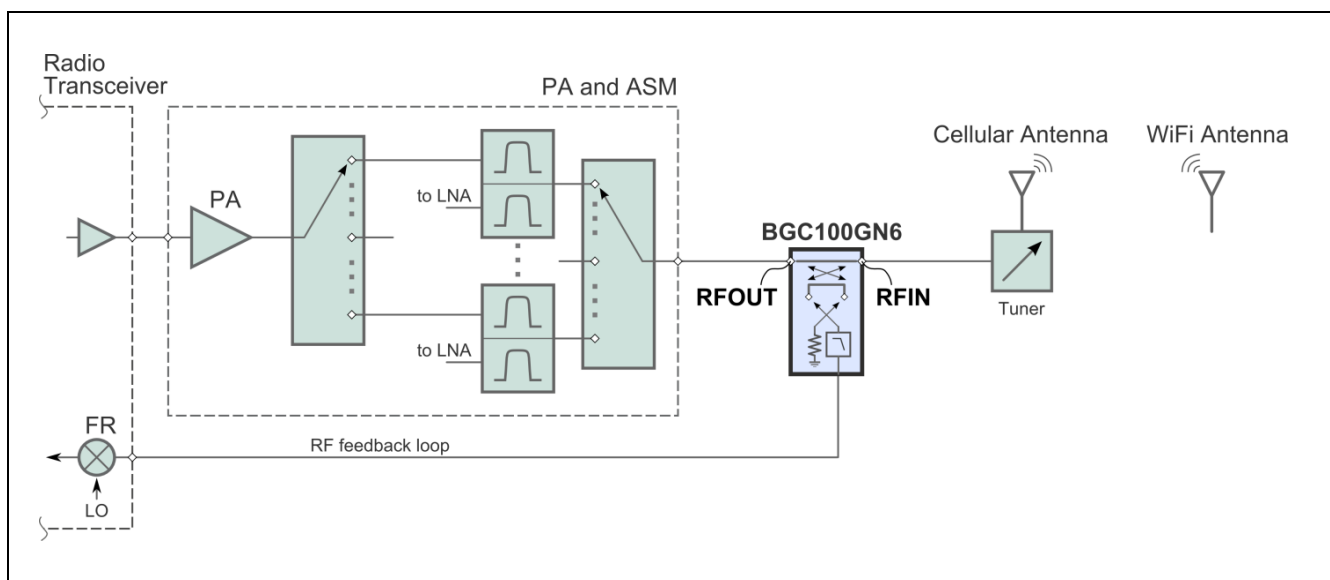 Radio
Transceiver
PA and ASM
PA
to LNA
to LNA
BGC100GN6
RFOUT
RFIN
Cellular Antenna
WiFi Antenna
Tuner
FR
RF feedback loop
LO